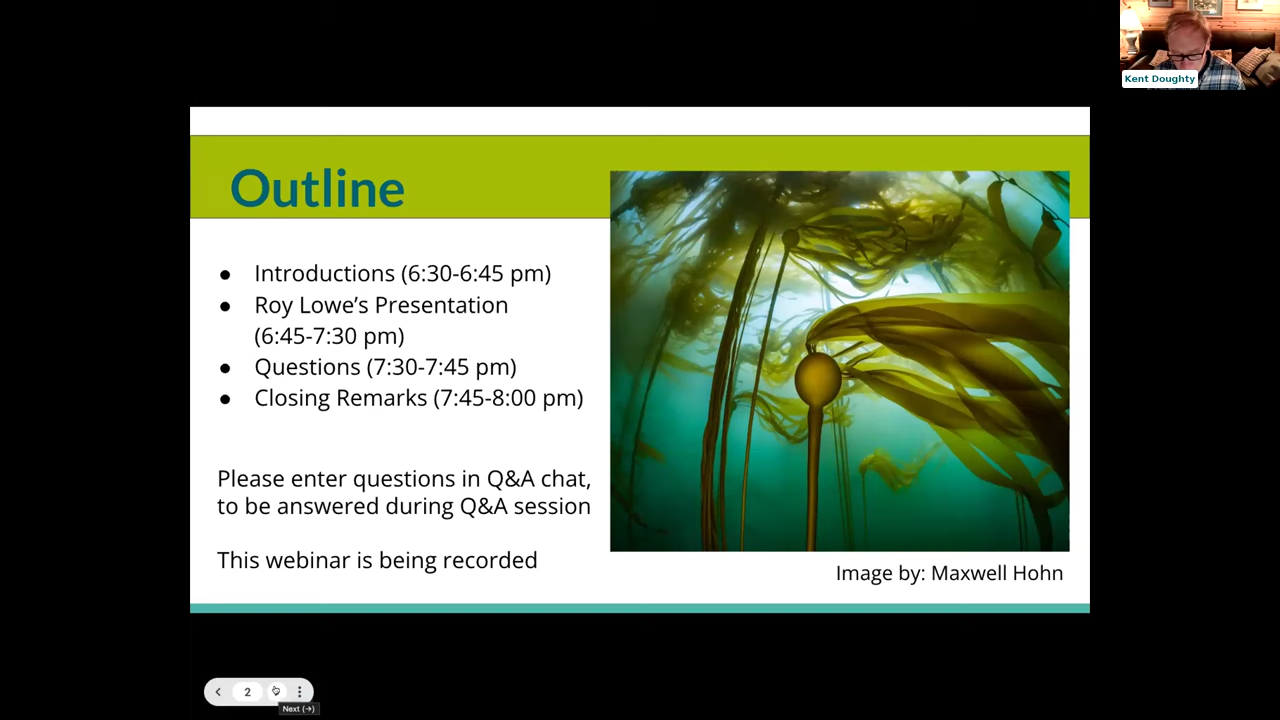 Kent Doughty
Outline
● Introductions (6:30-6:45 pm)
● Roy Lowe’s Presentation
(6:45-7:30 pm)
● Questions (7:30-7:45 pm)
● Closing Remarks (7:45-8:00 pm)
Please enter questions in Q&A chat,
to be answered during Q&A session
This webinar is being recorded
Image by: Maxwell Hohn
2
Next (→)